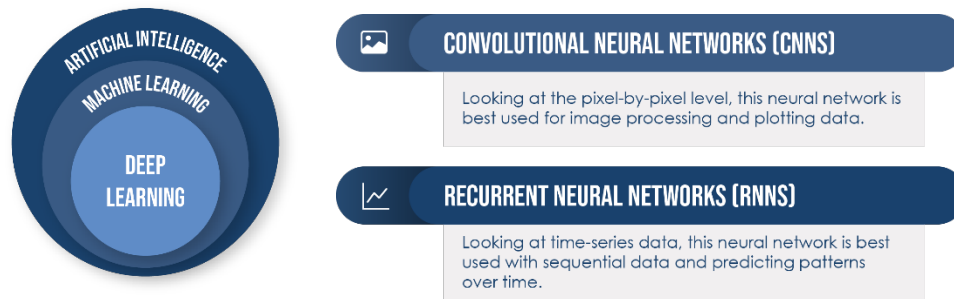 ARTIFICIAL INTELLIGENCE
MACHINE LEARNING
DEEP
LEARNING
CONVOLUTIONAL NEURAL NETWORKS (CNNS)
Looking at the pixel-by-pixel level, this neural network is
best used for image processing and plotting data.
RECURRENT NEURAL NETWORKS (RNNS)
Looking at time-series data, this neural network is best
used with sequential data and predicting patterns
over time.